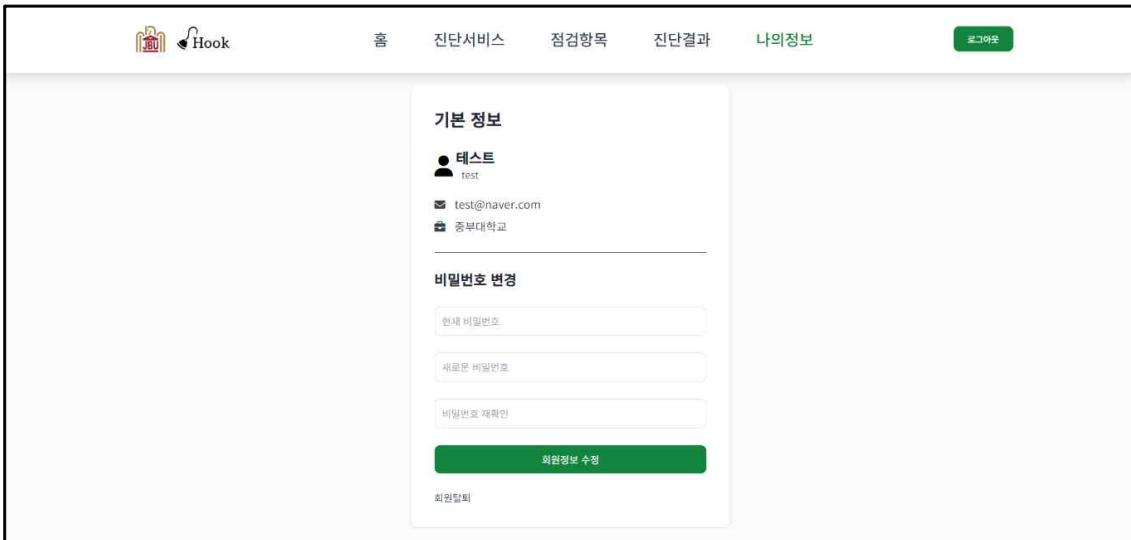 JBU Hook 홈 진단서비스 점검항목 진단결과 나의정보 로그아웃
기본 정보
테스트
test
test@naver.com
중부대학교
비밀번호 변경
현재 비밀번호
새로운 비밀번호
비밀번호 재확인
회원정보 수정
회원탈퇴